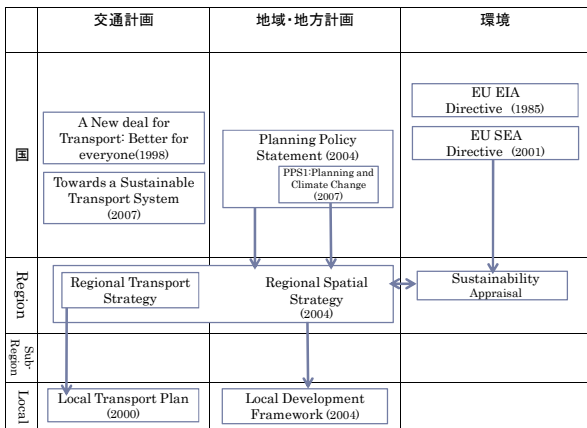 交通計画
地域・地方計画
環境
国
A New deal for
Transport: Better for
everyone(1998)
Towards a Sustainable
Transport System
(2007)
Planning Policy
Statement (2004)
PPS1:Planning and
Climate Change
(2007)
EU EIA
Directive (1985)
EU SEA
Directive (2001)
Region
Regional Transport
Strategy
Regional Spatial
Strategy
(2004)
Sustainability
Appraisal
Sub-
Region
Local
Local Transport Plan
(2000)
Local Development
Framework (2004)